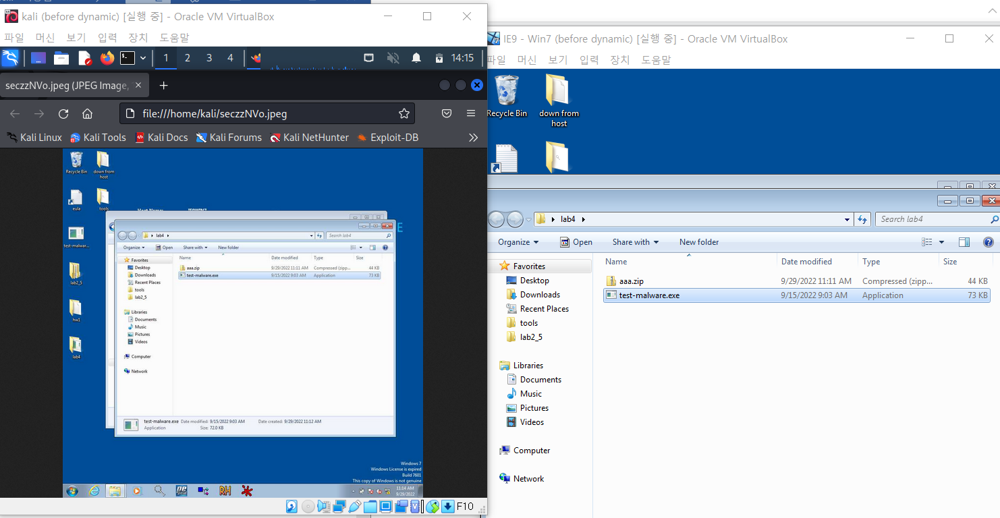 kali (before dynamic) [실행 중] - Oracle VM VirtualBox
파일 머신 보기 입력 장치 도움말
1 2 3 4 14:15
seczzNVo.jpeg (JPEG Image,
file:///home/kali/seczzNVo.jpeg
Kali Linux Kali Tools Kali Docs Kali Forums Kali NetHunter Exploit-DB
Recycle Bin
down from
host
eula
tools
test-malwar...
lab2_5
hw1
lab4
lab4
Search lab4
Organize Open Share with New folder
Name Date modified Type Size
aaa.zip 9/29/2022 11:11 AM Compressed (zipp... 44 KB
test-malware.exe 9/15/2022 9:03 AM Application 73 KB
Favorites
Desktop
Downloads
Recent Places
tools
lab2_5
Libraries
Documents
Music
Pictures
Videos
Computer
Network
test-malware.exe Date modified: 9/15/2022 9:03 AM Date created: 9/29/2022 11:12 AM
Application Size: 72.0 KB
Windows 7
Windows License is expired
Build 7601
This copy of Windows is not genuine
RH
11:14 AM
9/29/2022
F10
IE9 - Win7 (before dynamic) [실행 중] - Oracle VM VirtualBox
파일 머신 보기 입력 장치 도움말
Recycle Bin
down from
host
lab4
Search lab4
Organize Open Share with New folder
Name Date modified Type Size
aaa.zip 9/29/2022 11:11 AM Compressed (zipp... 44 KB
test-malware.exe 9/15/2022 9:03 AM Application 73 KB
Favorites
Desktop
Downloads
Recent Places
tools
lab2_5
Libraries
Documents
Music
Pictures
Videos
Computer
Network